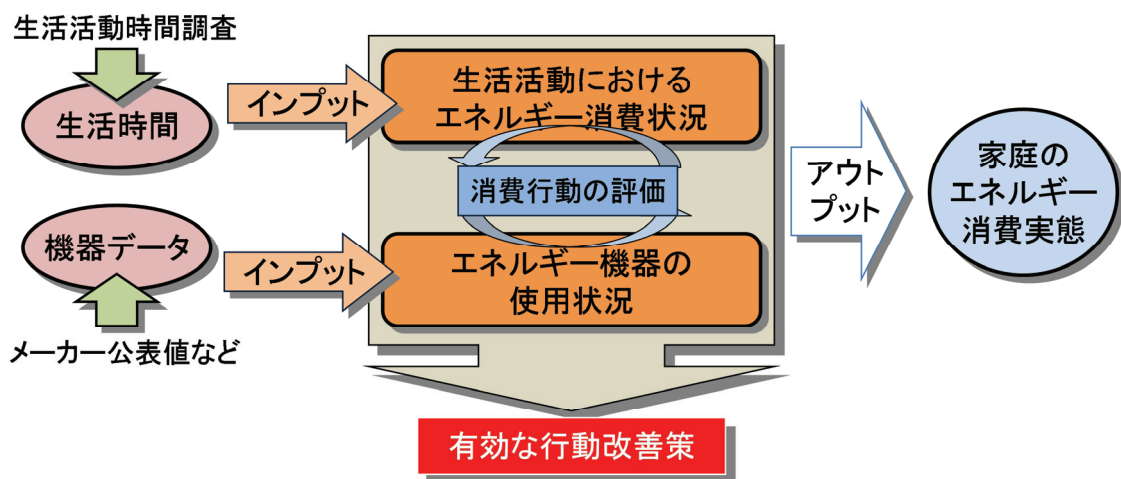 生活活動時間調査
生活時間
インプット
生活活動における
エネルギー消費状況
消費行動の評価
機器データ
インプット
エネルギー機器の
使用状況
メーカー公表値など
アウト
プット
家庭の
エネルギー
消費実態
有効な行動改善策